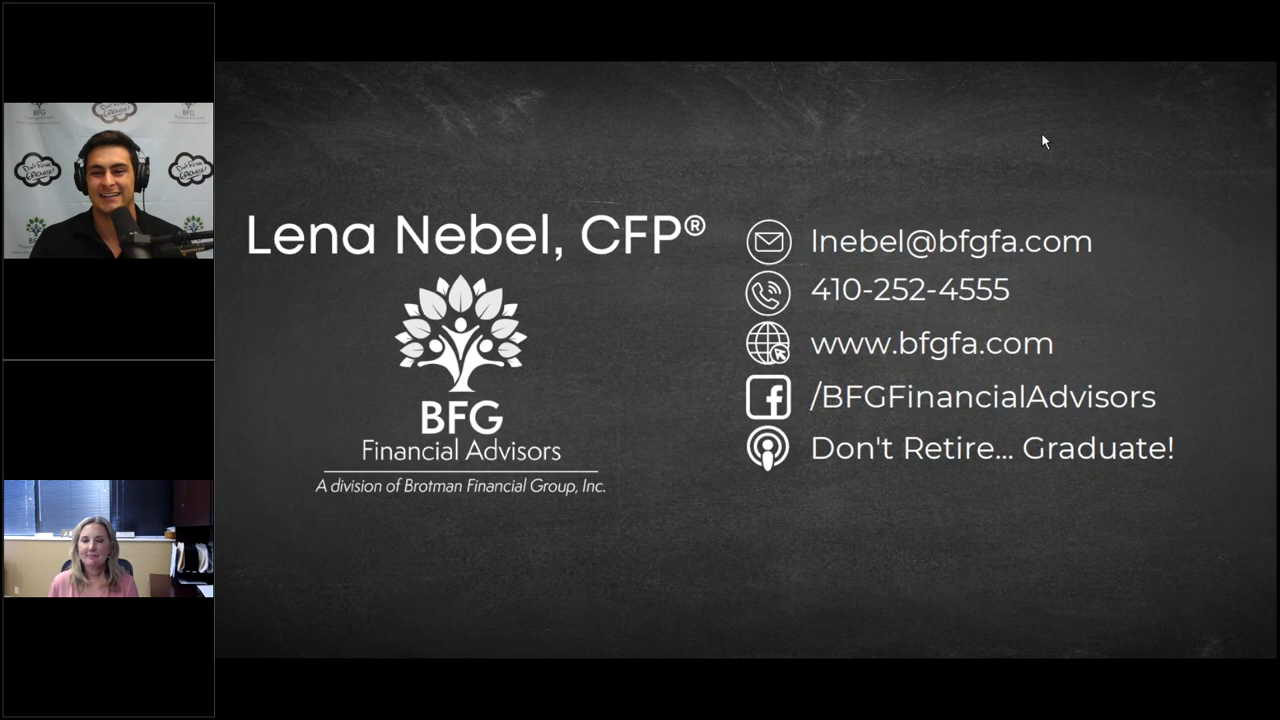 BFG
Lena Nebel, CFP®
BFG
Financial Advisors
A division of Brotman Financial Group, Inc.
lnebel@bfgfa.com
410-252-4555
www.bfgfa.com
/BFGFinancialAdvisors
Don't Retire... Graduate!